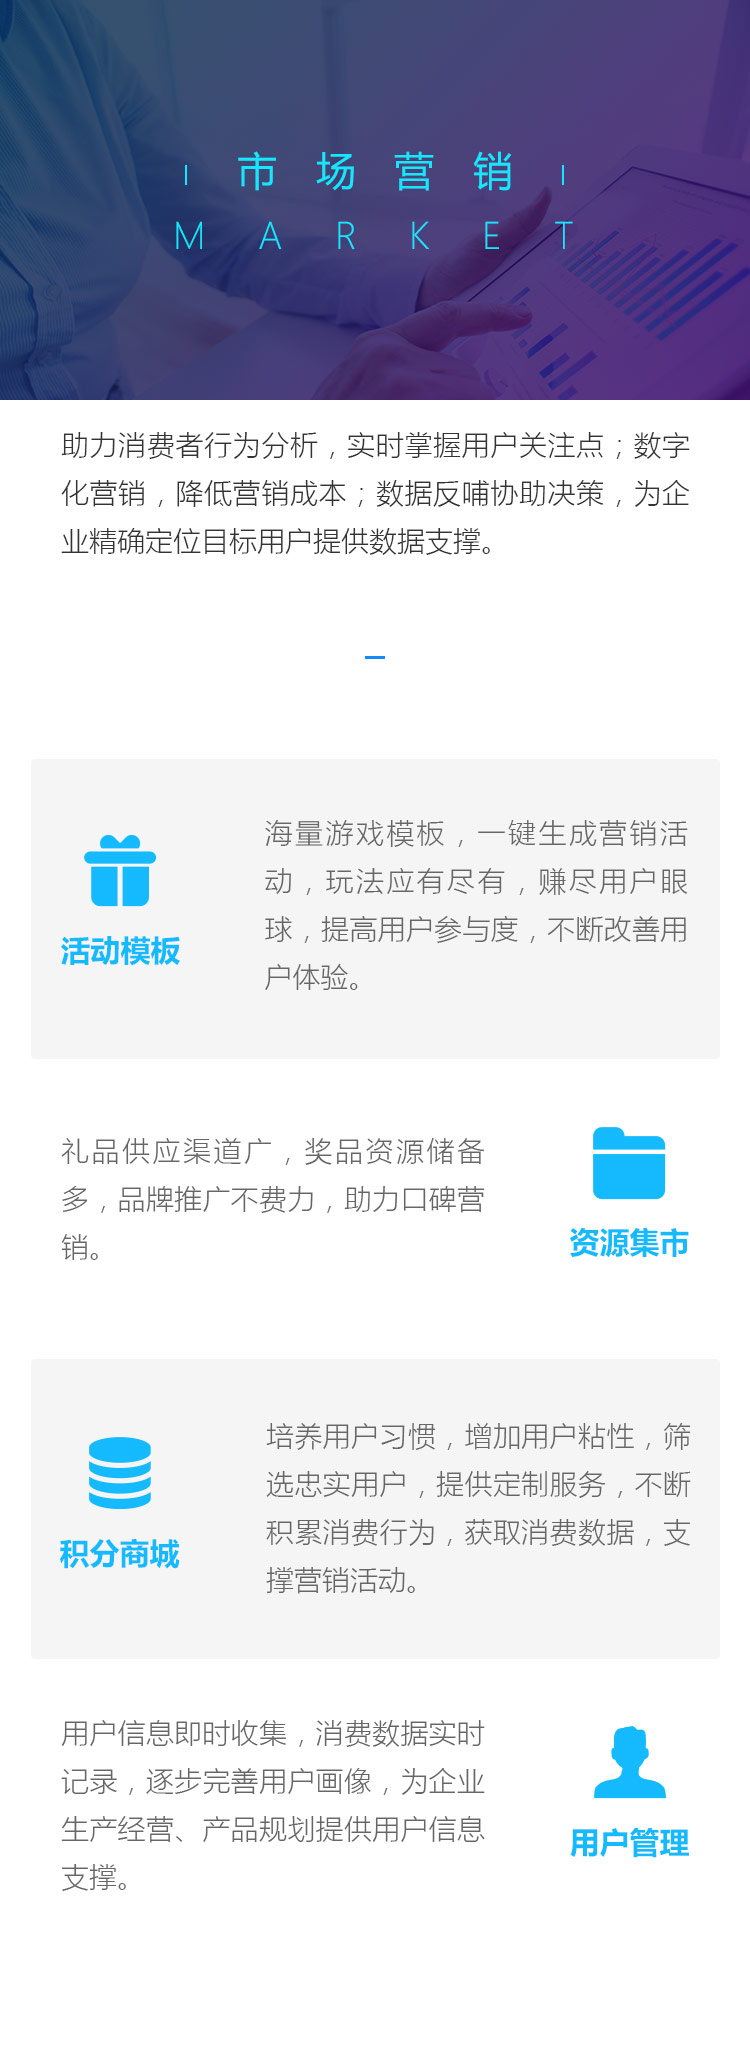 市场营销
MARKET
助力消费者行为分析，实时掌握用户关注点；数字
化营销，降低营销成本；数据反哺协助决策，为企
业精确定位目标用户提供数据支撑。
海量游戏模板，一键生成营销活
动，玩法应有尽有，赚尽用户眼
球，提高用户参与度，不断改善用
户体验。
活动模板
礼品供应渠道广，奖品资源储备
多，品牌推广不费力，助力口碑营
销。
资源集市
培养用户习惯，增加用户粘性，筛
选忠实用户，提供定制服务，不断
积累消费行为，获取消费数据，支
撑营销活动。
积分商城
用户信息即时收集，消费数据实时
记录，逐步完善用户画像，为企业
生产经营、产品规划提供用户信息
支撑。
用户管理